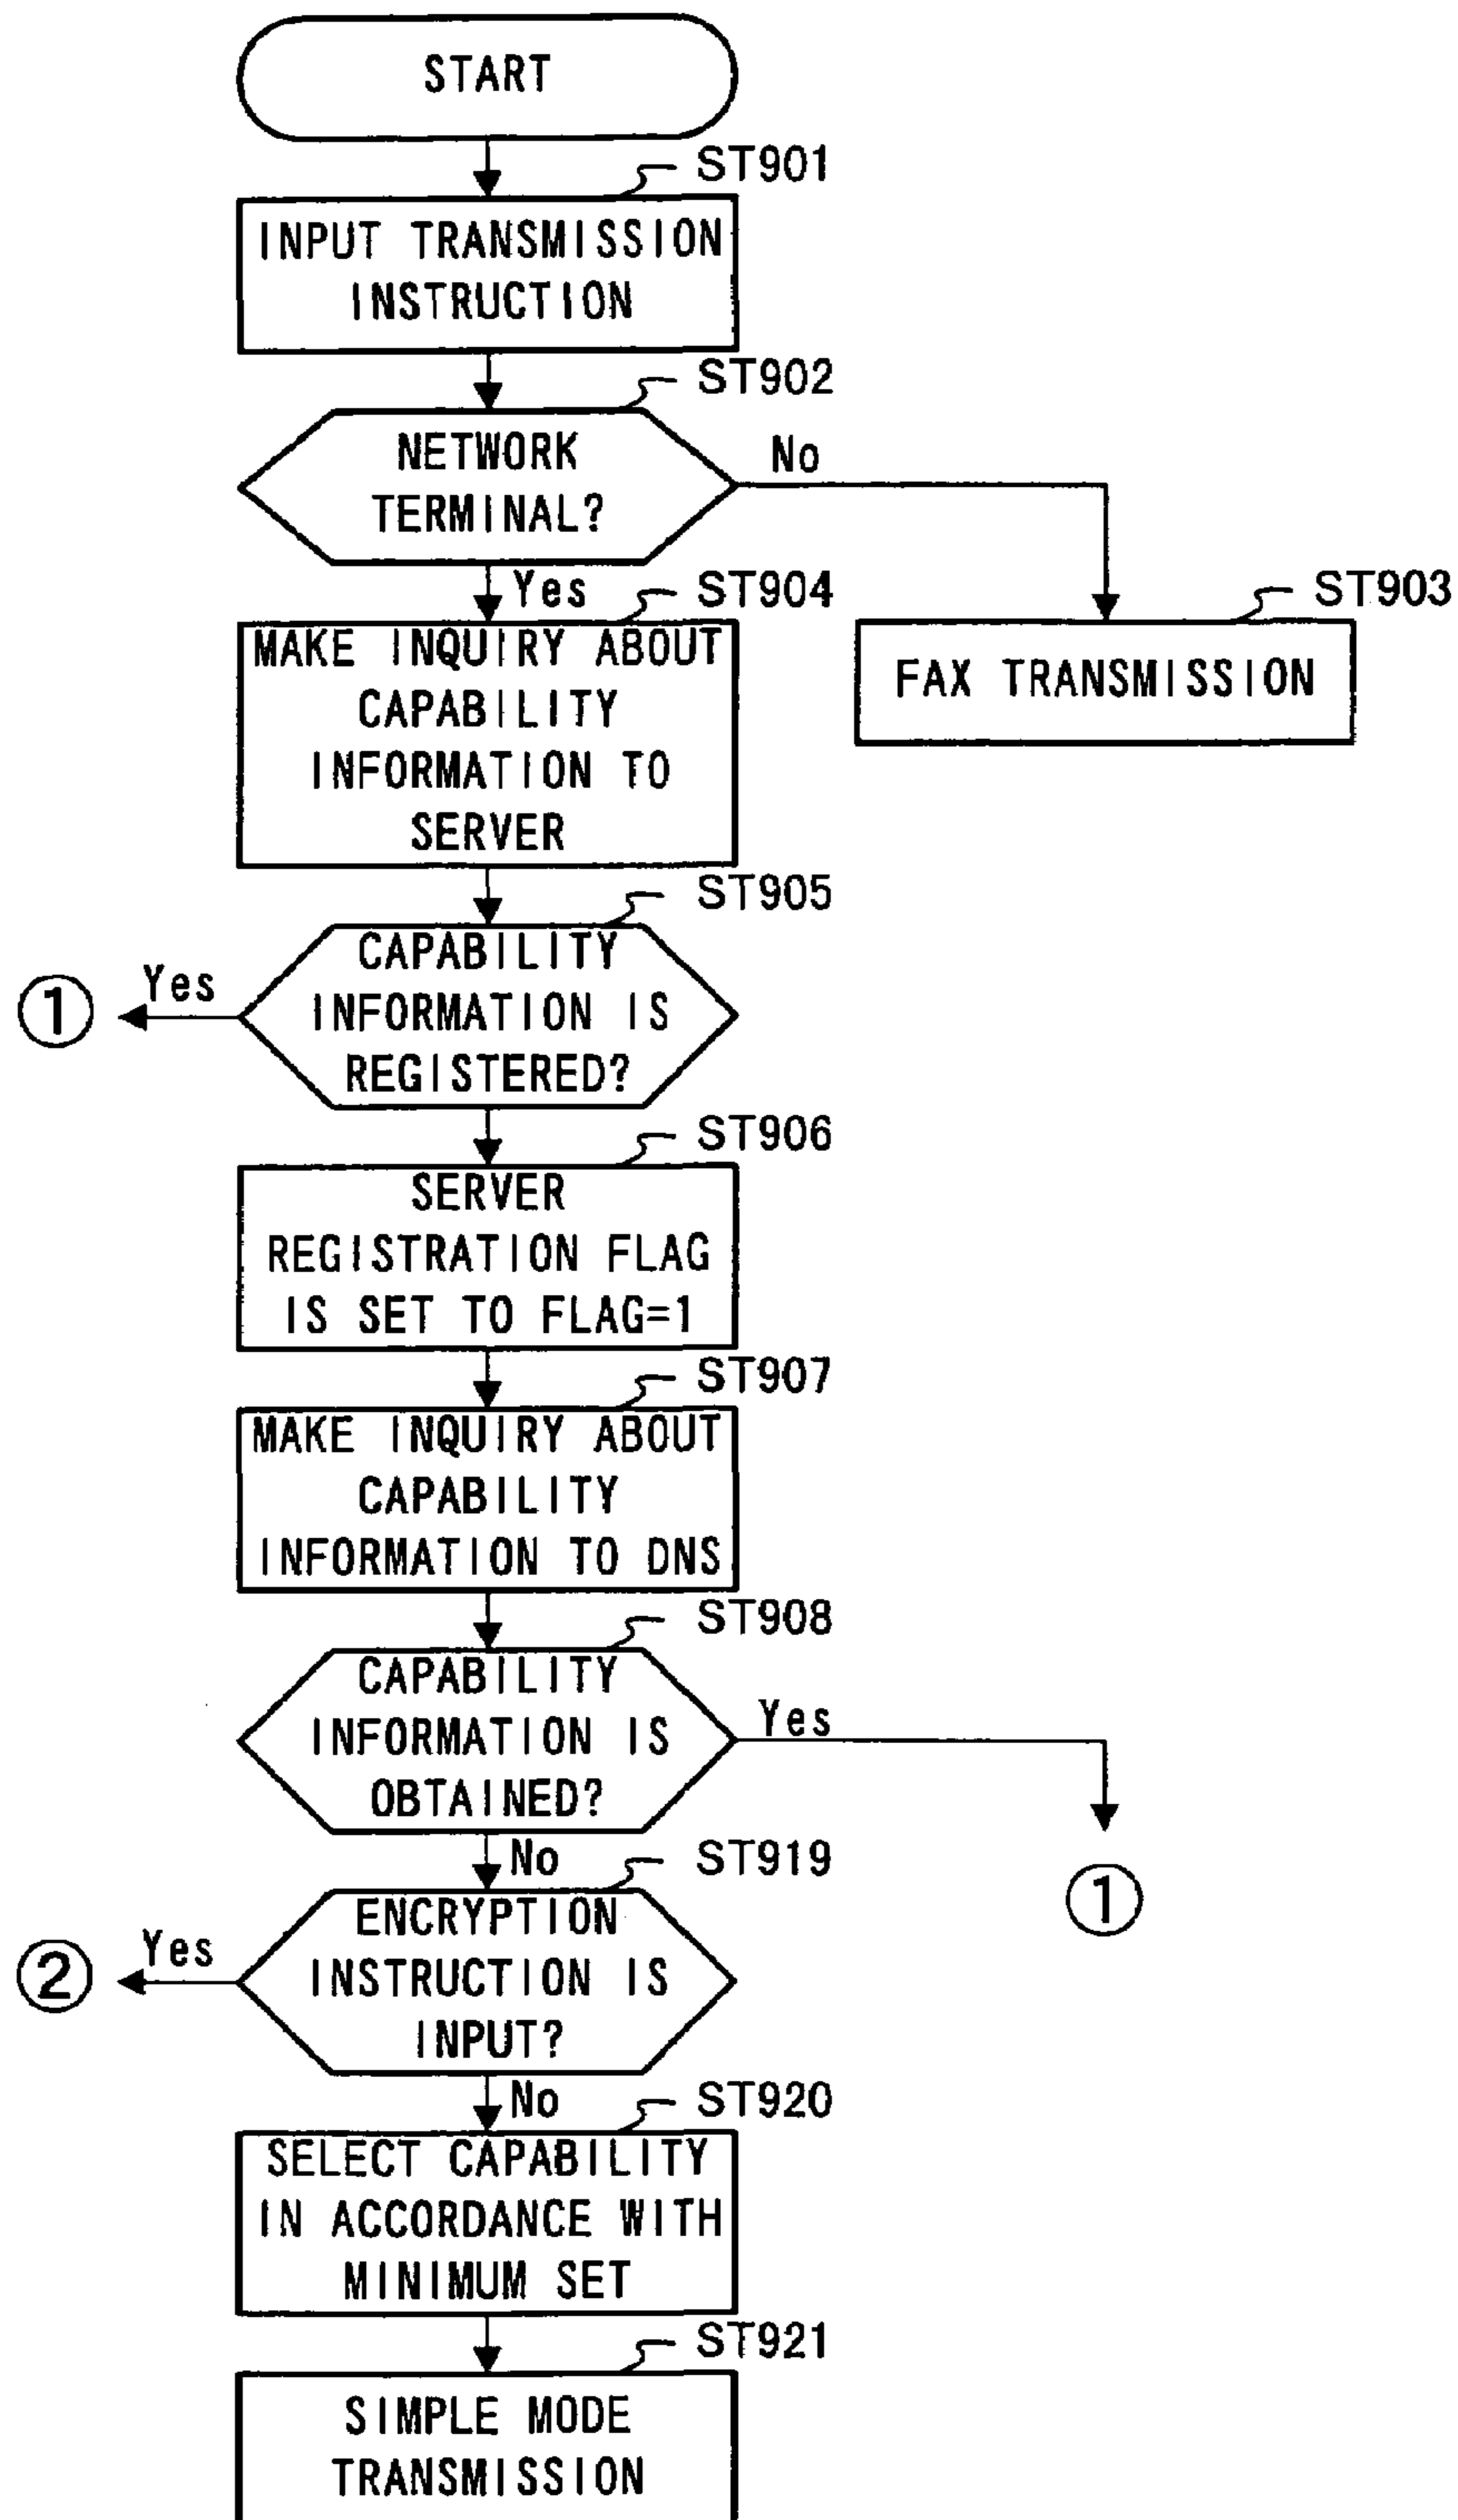 START
ST901
INPUT TRANSMISSION
INSTRUCTION
ST902
NETWORK
TERMINAL?
No
Yes
ST904
ST903
MAKE INQUIRY ABOUT
CAPABILITY
INFORMATION TO
SERVER
FAX TRANSMISSION
ST905
CAPABILITY
INFORMATION IS
REGISTERED?
Yes
①
ST906
SERVER
REGISTRATION FLAG
IS SET TO FLAG=1
ST907
MAKE INQUIRY ABOUT
CAPABILITY
INFORMATION TO DNS
ST908
CAPABILITY
INFORMATION IS
OBTAINED?
Yes
①
No
ST919
ENCRYPTION
INSTRUCTION IS
INPUT?
Yes
②
No
ST920
SELECT CAPABILITY
IN ACCORDANCE WITH
MINIMUM SET
ST921
SIMPLE MODE
TRANSMISSION